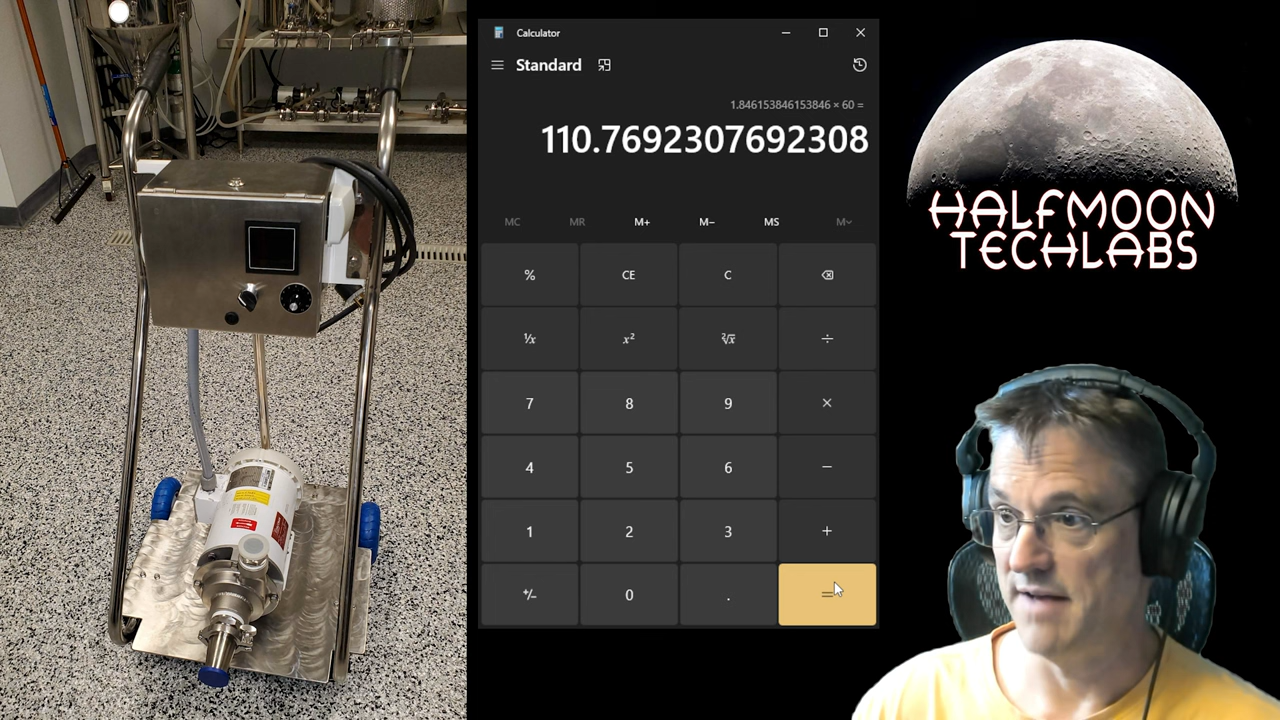 Calculator
Standard
1.846153846153846 × 60 =
110.7692307692308
MC MR M+ M− MS M˅
% CE C
¹/x x² ²√x ÷
7 8 9 ×
4 5 6 −
1 2 3 +
+/− 0 . =
HALFMOON
TECHLABS